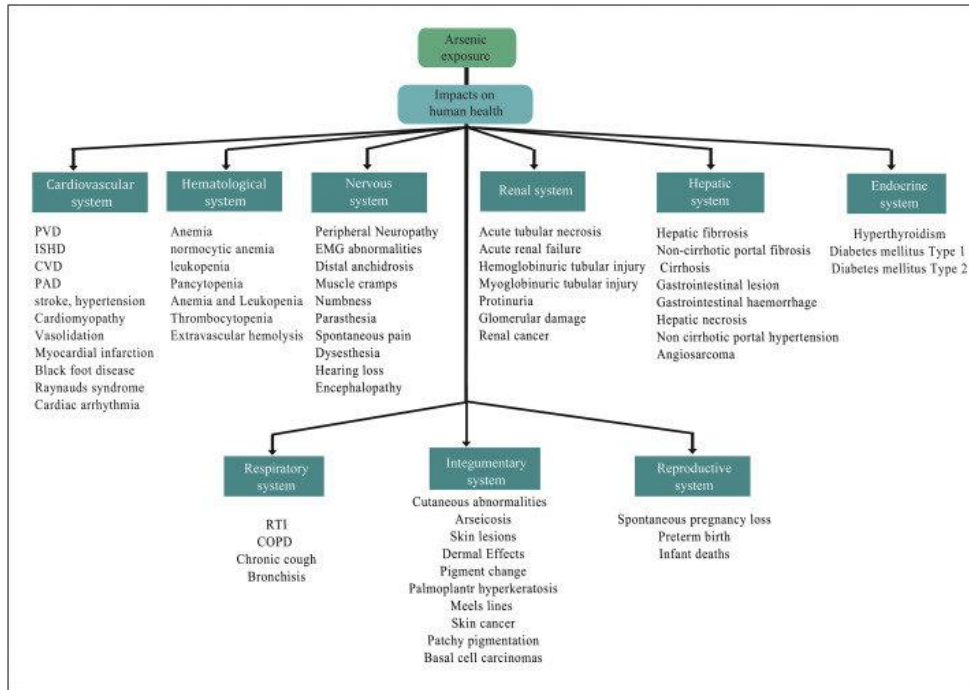 Arsenic
exposure
Impacts on
human health
Cardiovascular
system
PVD
ISHD
CVD
PAD
stroke, hypertension
Cardiomyopathy
Vasolidation
Myocardial infarction
Black foot disease
Raynauds syndrome
Cardiac arrhythmia
Hematological
system
Anemia
normocytic anemia
leukopenia
Pancytopenia
Anemia and Leukopenia
Thrombocytopenia
Extravascular hemolysis
Nervous
system
Peripheral Neuropathy
EMG abnormalities
Distal anchidrosis
Muscle cramps
Numbness
Parasthesia
Spontaneous pain
Dysesthesia
Hearing loss
Encephalopathy
Renal system
Acute tubular necrosis
Acute renal failure
Hemoglobinuric tubular injury
Myoglobinuric tubular injury
Protinuria
Glomerular damage
Renal cancer
Hepatic
system
Hepatic fibrrosis
Non-cirrhotic portal fibrosis
Cirrhosis
Gastrointestinal lesion
Gastrointestinal haemorrhage
Hepatic necrosis
Non cirrhotic portal hypertension
Angiosarcoma
Endocrine
system
Hyperthyroidism
Diabetes mellitus Type 1
Diabetes mellitus Type 2
Respiratory
system
RTI
COPD
Chronic cough
Bronchisis
Integumentary
system
Cutaneous abnormalities
Arseicosis
Skin lesions
Dermal Effects
Pigment change
Palmoplantr hyperkeratosis
Meels lines
Skin cancer
Patchy pigmentation
Basal cell carcinomas
Reproductive
system
Spontaneous pregnancy loss
Preterm birth
Infant deaths